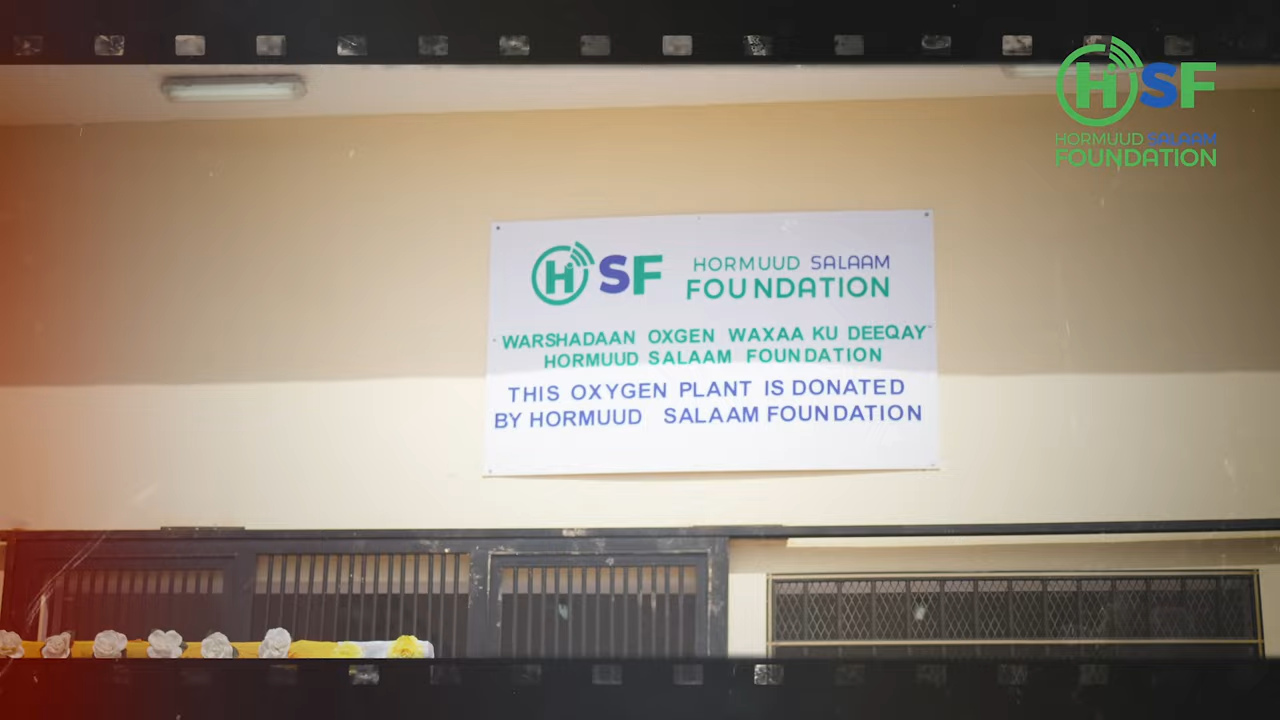 HSF
HORMUUD SALAAM
FOUNDATION
HSF
HORMUUD SALAAM
FOUNDATION
WARSHADAAN OXGEN WAXAA KU DEEQAY
HORMUUD SALAAM FOUNDATION
THIS OXYGEN PLANT IS DONATED
BY HORMUUD SALAAM FOUNDATION